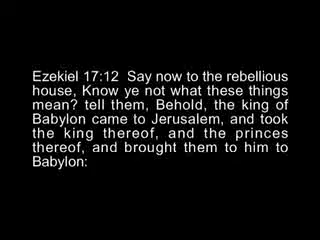 Ezekiel 17:12  Say now to the rebellious
house, Know ye not what these things
mean? tell them, Behold, the king of
Babylon came to Jerusalem, and took
the king thereof, and the princes
thereof, and brought them to him to
Babylon: